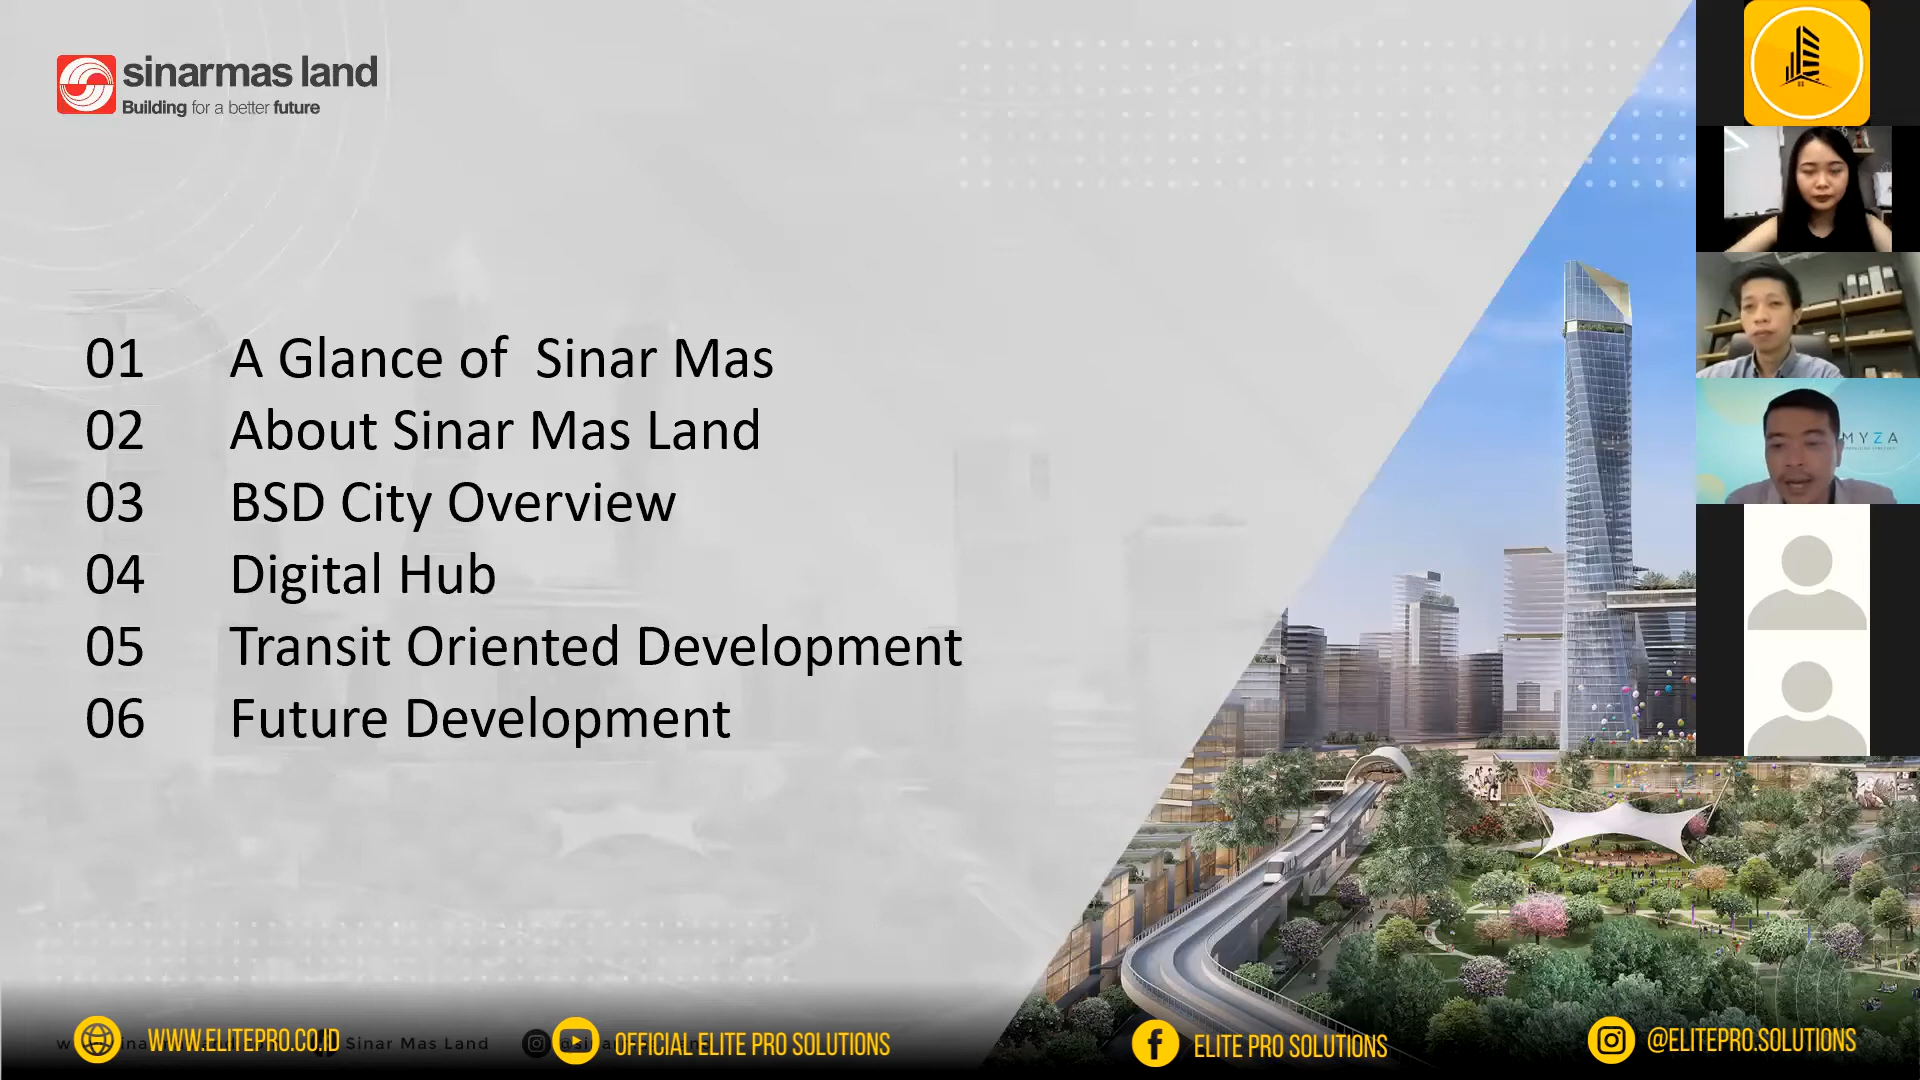 sinarmas land
Building for a better future
01 A Glance of Sinar Mas
02 About Sinar Mas Land
03 BSD City Overview
04 Digital Hub
05 Transit Oriented Development
06 Future Development
MYZA
WWW.ELITEPRO.CO.ID
Sinar Mas Land
OFFICIAL ELITE PRO SOLUTIONS
ELITE PRO SOLUTIONS
@ELITEPRO.SOLUTIONS